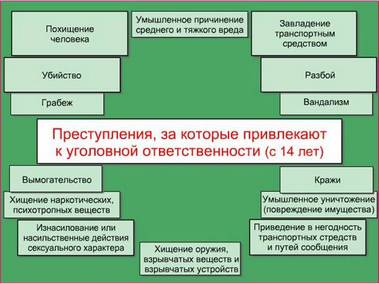 Похищение
человека
Умышленное причинение
среднего и тяжкого вреда
Завладение
транспортным
средством
Убийство
Разбой
Грабеж
Вандализм
Преступления, за которые привлекают
к уголовной ответственности (с 14 лет)
Вымогательство
Кражи
Хищение наркотических,
психотропных веществ
Умышленное уничтожение
(повреждение имущества)
Изнасилование или
насильственные действия
сексуального характера
Хищение оружия,
взрывчатых веществ и
взрывчатых устройств
Приведение в негодность
транспортных стредств
и путей сообщения